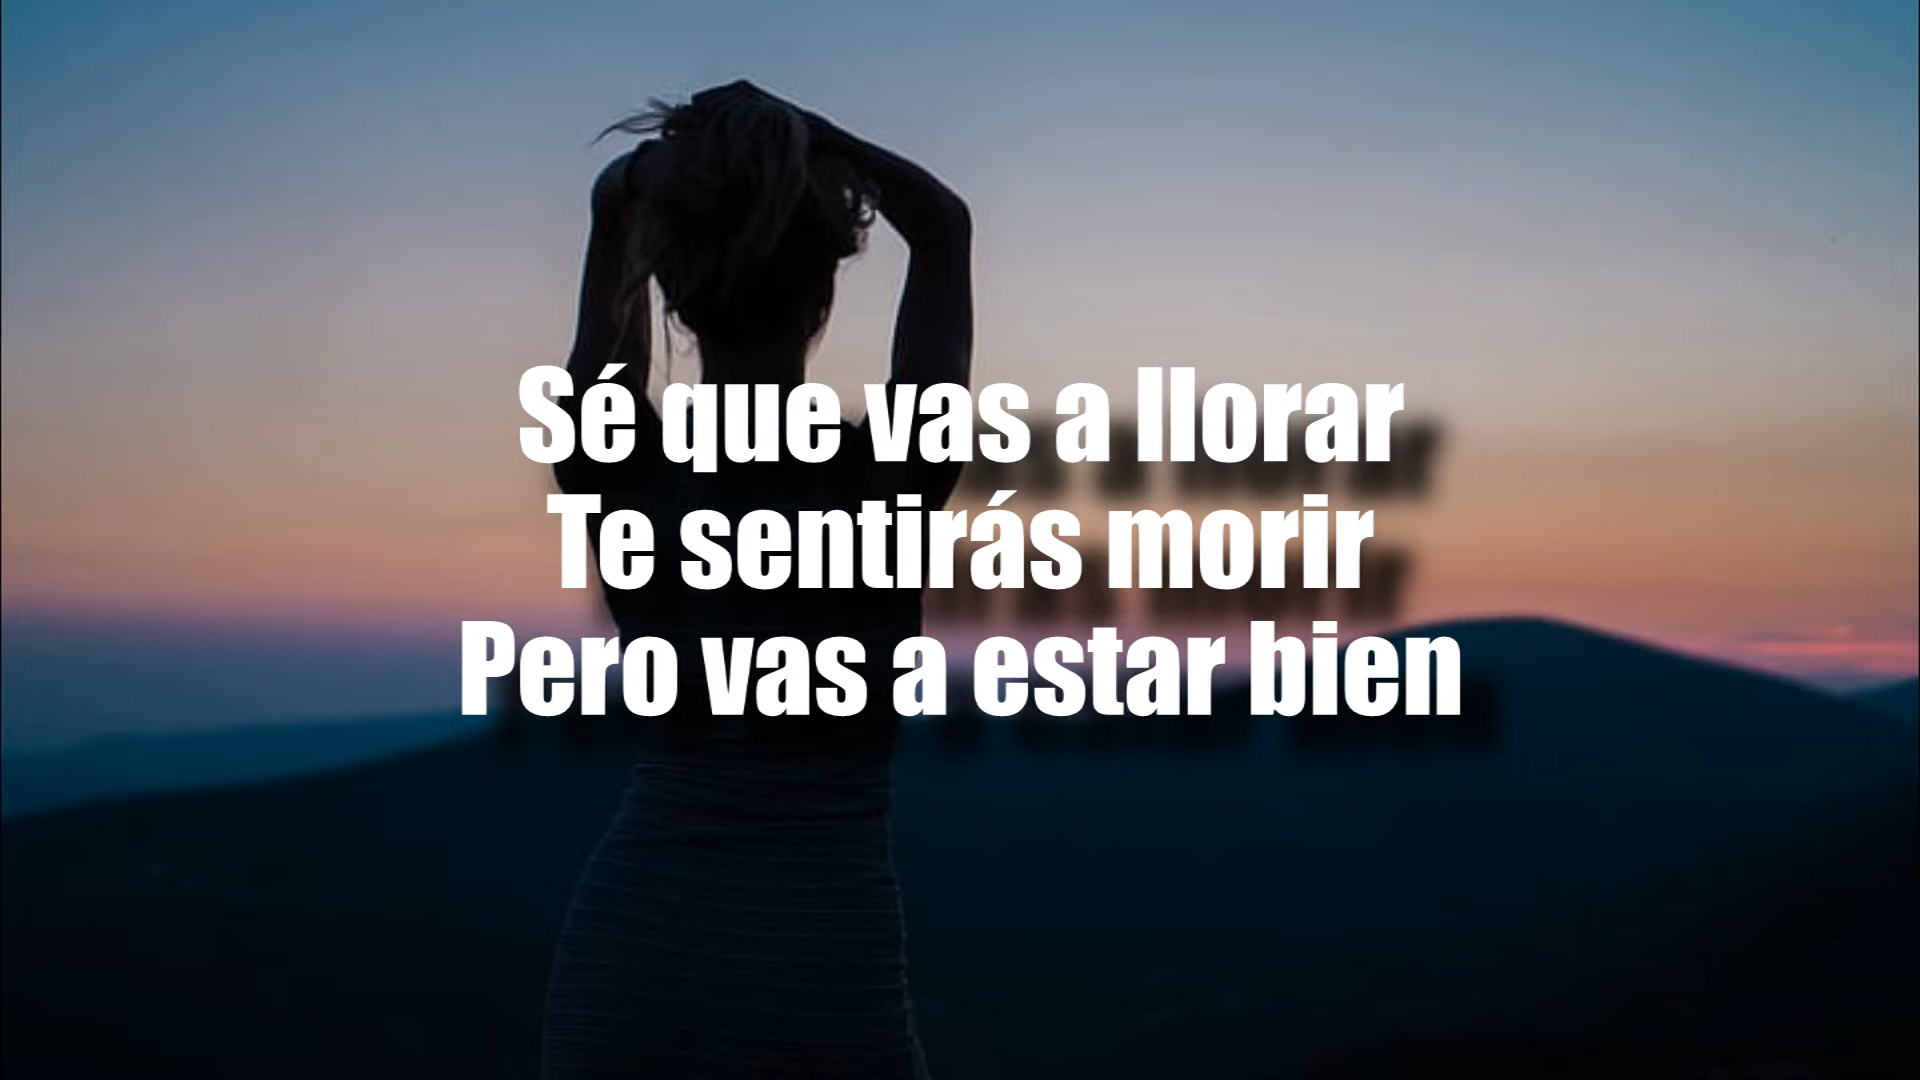 Sé que vas a llorar
Te sentirás morir
Pero vas a estar bien